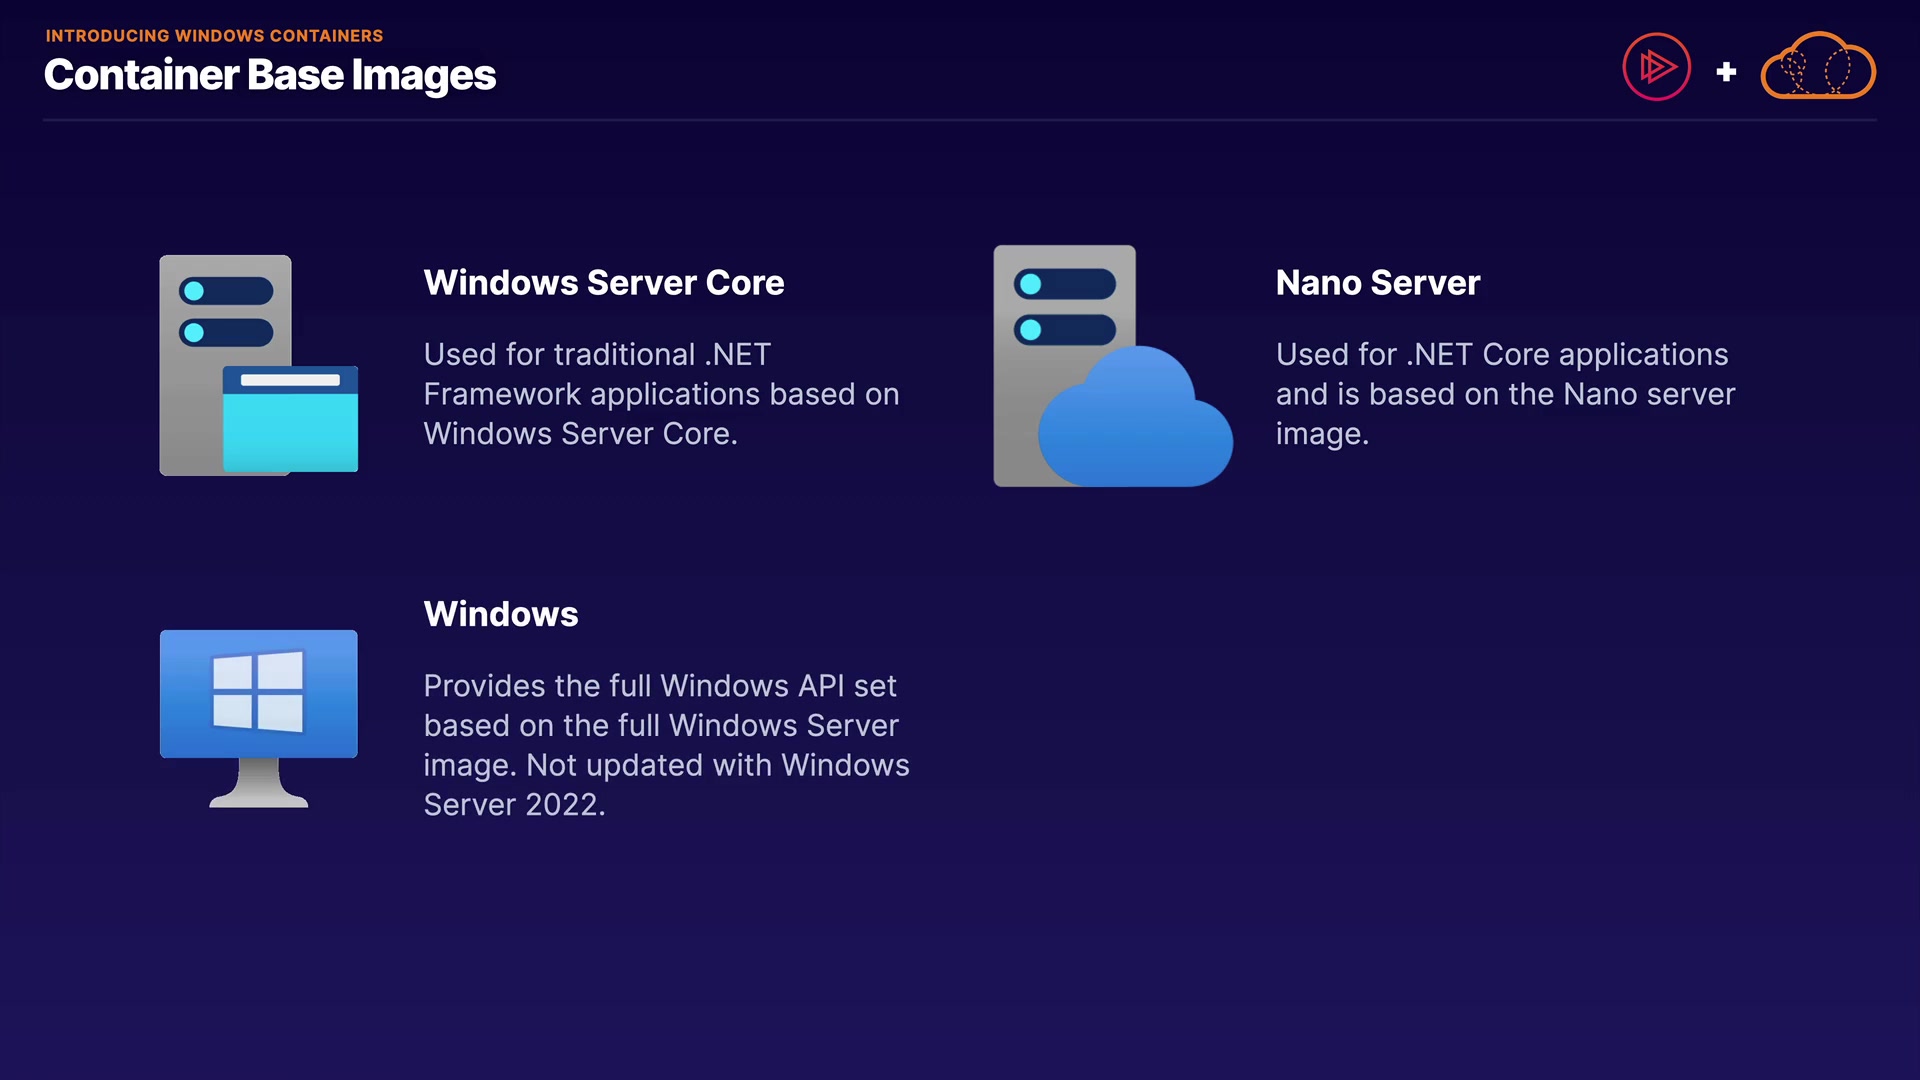 INTRODUCING WINDOWS CONTAINERS
Container Base Images
Windows Server Core
Used for traditional .NET
Framework applications based on
Windows Server Core.
Nano Server
Used for .NET Core applications
and is based on the Nano server
image.
Windows
Provides the full Windows API set
based on the full Windows Server
image. Not updated with Windows
Server 2022.